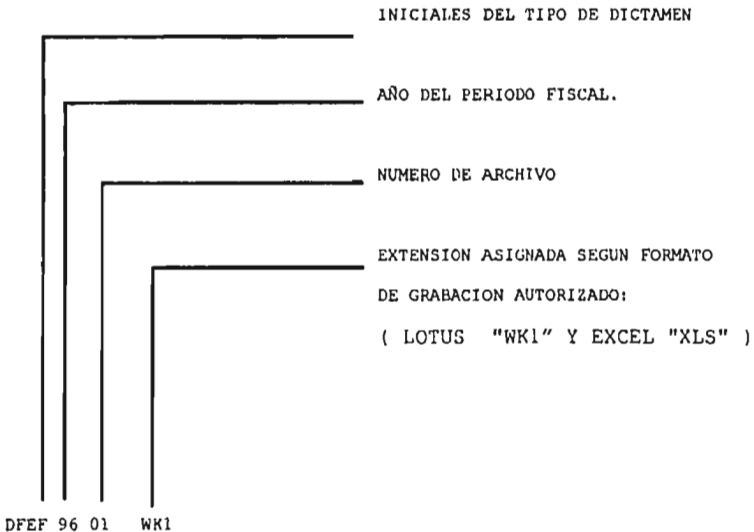 INICIALES DEL TIPO DE DICTAMEN
AÑO DEL PERIODO FISCAL.
NUMERO DE ARCHIVO
EXTENSION ASIGNADA SEGUN FORMATO
DE GRABACION AUTORIZADO:
( LOTUS "WK1" Y EXCEL "XLS" )
DFEF 96 01 WK1